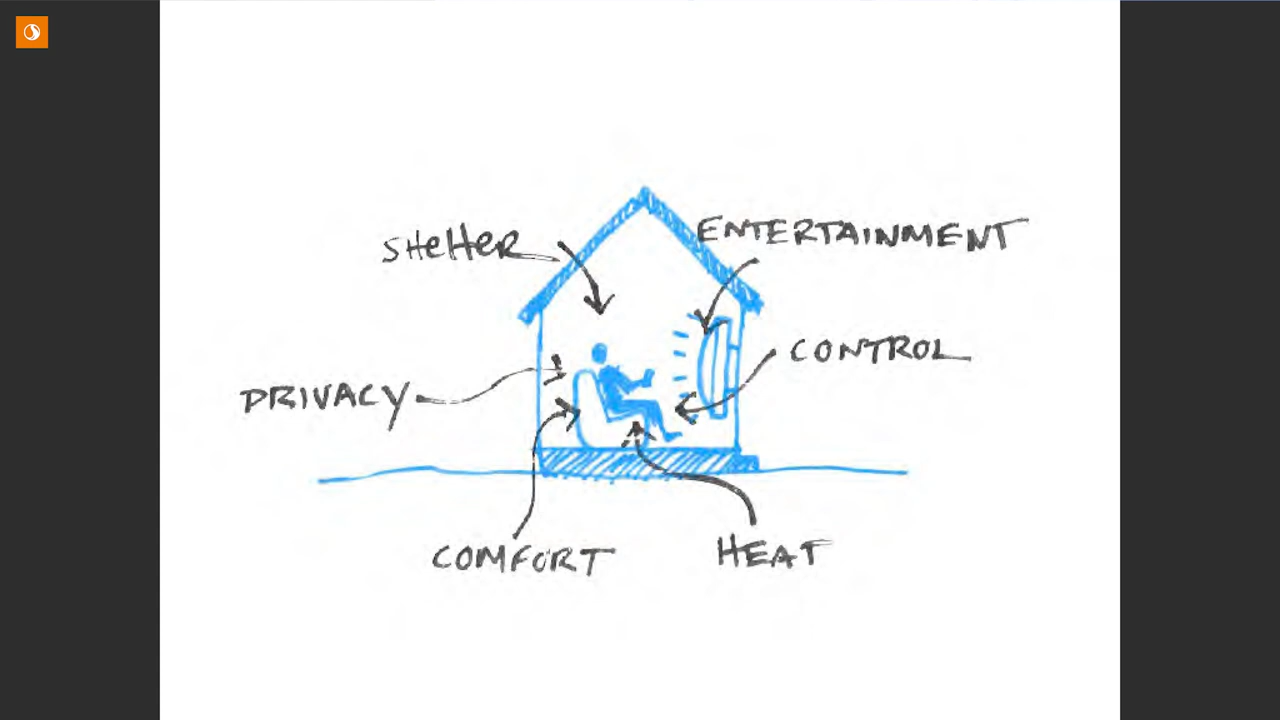 SHelter
ENTERTAINMENT
CONTROL
PRIVACY
COMFORT
HEAT